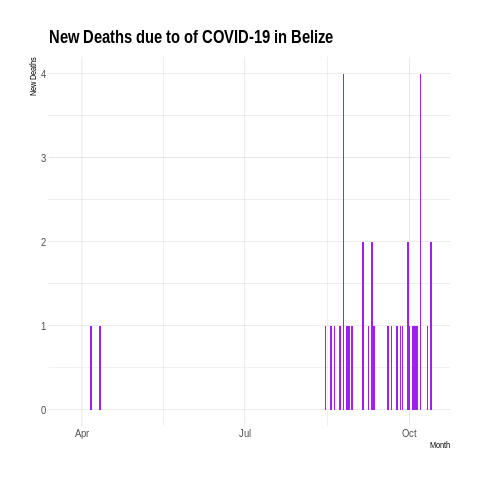 New Deaths due to of COVID-19 in Belize
New Deaths
4
3
2
1
0
Apr
Jul
Oct
Month